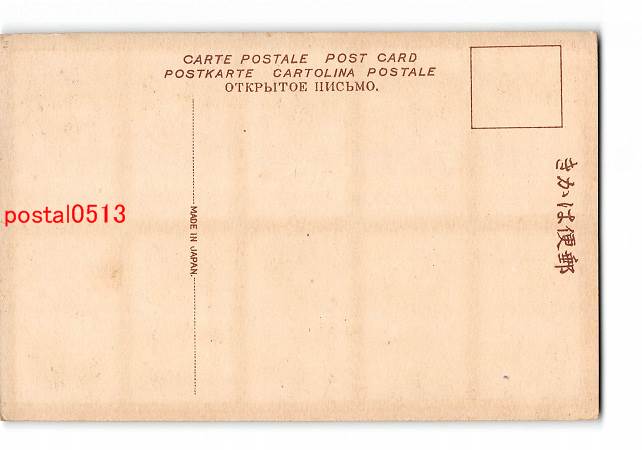 CARTE POSTALE POST CARD
POSTKARTE CARTOLINA POSTALE
ОТКРЫТОЕ ПИСЬМО.
きかは便郵
postal0513
MADE IN JAPAN.